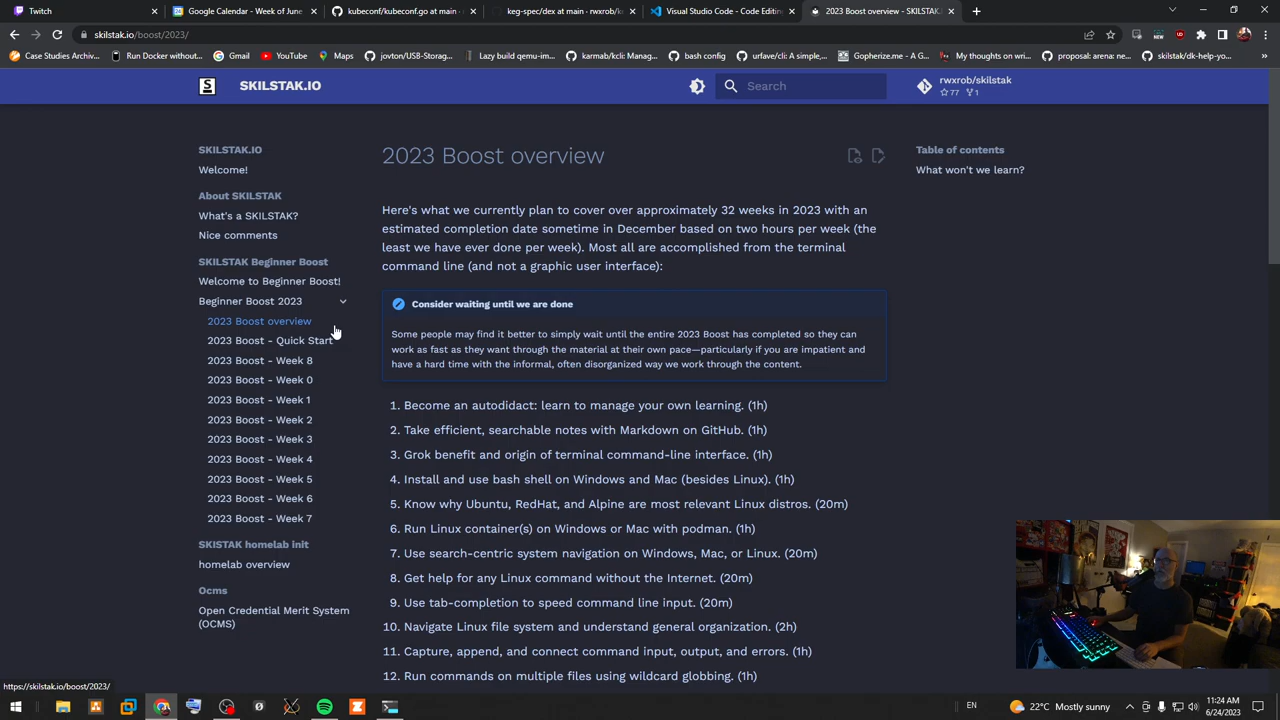 Twitch
Google Calendar - Week of June
kubeconf/kubeconf.go at main ·
keg-spec/dex at main · rwxrob/k
Visual Studio Code - Code Editin
2023 Boost overview - SKILSTAK
skilstak.io/boost/2023/
Case Studies Archiv...
Run Docker without...
Gmail
YouTube
Maps
jorton/USB-Storag...
Lazy build qemu-im...
karmab/kcli: Manag...
bash config
urfave/cli: A simple,...
Gopherize.me
My thoughts on wri...
proposal: arena: ne...
skilstak/dk-help-yo...
SKILSTAK.IO
Search
rwxrob/skilstak
77 1
SKILSTAK.IO
Welcome!
About SKILSTAK
What's a SKILSTAK?
Nice comments
SKILSTAK Beginner Boost
Welcome to Beginner Boost!
Beginner Boost 2023
2023 Boost overview
2023 Boost - Quick Start
2023 Boost - Week 8
2023 Boost - Week 0
2023 Boost - Week 1
2023 Boost - Week 2
2023 Boost - Week 3
2023 Boost - Week 4
2023 Boost - Week 5
2023 Boost - Week 6
2023 Boost - Week 7
SKISTAK homelab init
homelab overview
Ocms
Open Credential Merit System
(OCMS)
2023 Boost overview
Here's what we currently plan to cover over approximately 32 weeks in 2023 with an
estimated completion date sometime in December based on two hours per week (the
least we have ever done per week). Most all are accomplished from the terminal
command line (and not a graphic user interface):
Consider waiting until we are done
Some people may find it better to simply wait until the entire 2023 Boost has completed so they can
work as fast as they want through the material at their own pace—particularly if you are impatient and
have a hard time with the informal, often disorganized way we work through the content.
1. Become an autodidact: learn to manage your own learning. (1h)
2. Take efficient, searchable notes with Markdown on GitHub. (1h)
3. Grok benefit and origin of terminal command-line interface. (1h)
4. Install and use bash shell on Windows and Mac (besides Linux). (1h)
5. Know why Ubuntu, RedHat, and Alpine are most relevant Linux distros. (20m)
6. Run Linux container(s) on Windows or Mac with podman. (1h)
7. Use search-centric system navigation on Windows, Mac, or Linux. (20m)
8. Get help for any Linux command without the Internet. (20m)
9. Use tab-completion to speed command line input. (20m)
10. Navigate Linux file system and understand general organization. (2h)
11. Capture, append, and connect command input, output, and errors. (1h)
12. Run commands on multiple files using wildcard globbing. (1h)
Table of contents
What won't we learn?
https://skilstak.io/boost/2023/
EN
22°C Mostly sunny
11:24 AM
6/24/2023